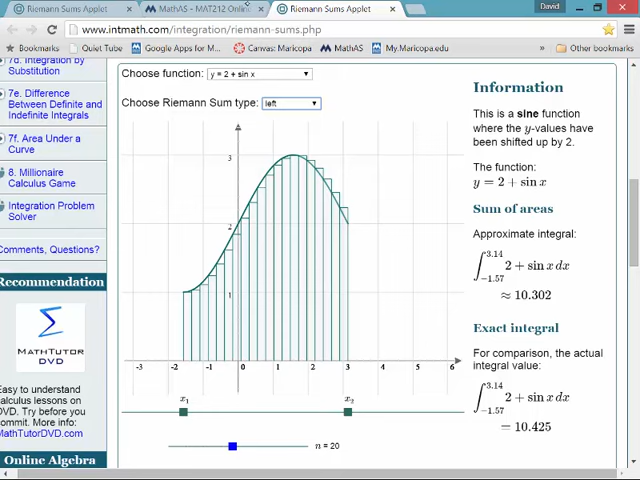 Riemann Sums Applet
MathAS - MAT212 Onlin
Riemann Sums Applet
David
www.intmath.com/integration/riemann-sums.php
Bookmarks
Quiet Tube
Google Apps for M...
Canvas: Maricopa
MathAS
My.Maricopa.edu
Other bookmarks
7d. Integration by
Substitution
7e. Difference
Between Definite and
Indefinite Integrals
7f. Area Under a
Curve
8. Millionaire
Calculus Game
Integration Problem
Solver
Comments, Questions?
Recommendation
MathTutor
DVD
Easy to understand
calculus lessons on
DVD. Try before you
commit. More info:
MathTutorDVD.com
Online Algebra
Choose function:
y = 2 + sin x
Choose Riemann Sum type:
left
3
2
1
-3 -2 -1 0 1 2 3 4 5 6
x1 x2
n = 20
Information
This is a sine function
where the y-values have
been shifted up by 2.
The function:
y = 2 + sin x
Sum of areas
Approximate integral:
∫_{-1.57}^{3.14} 2 + sin x dx
≈ 10.302
Exact integral
For comparison, the actual
integral value:
∫_{-1.57}^{3.14} 2 + sin x dx
= 10.425